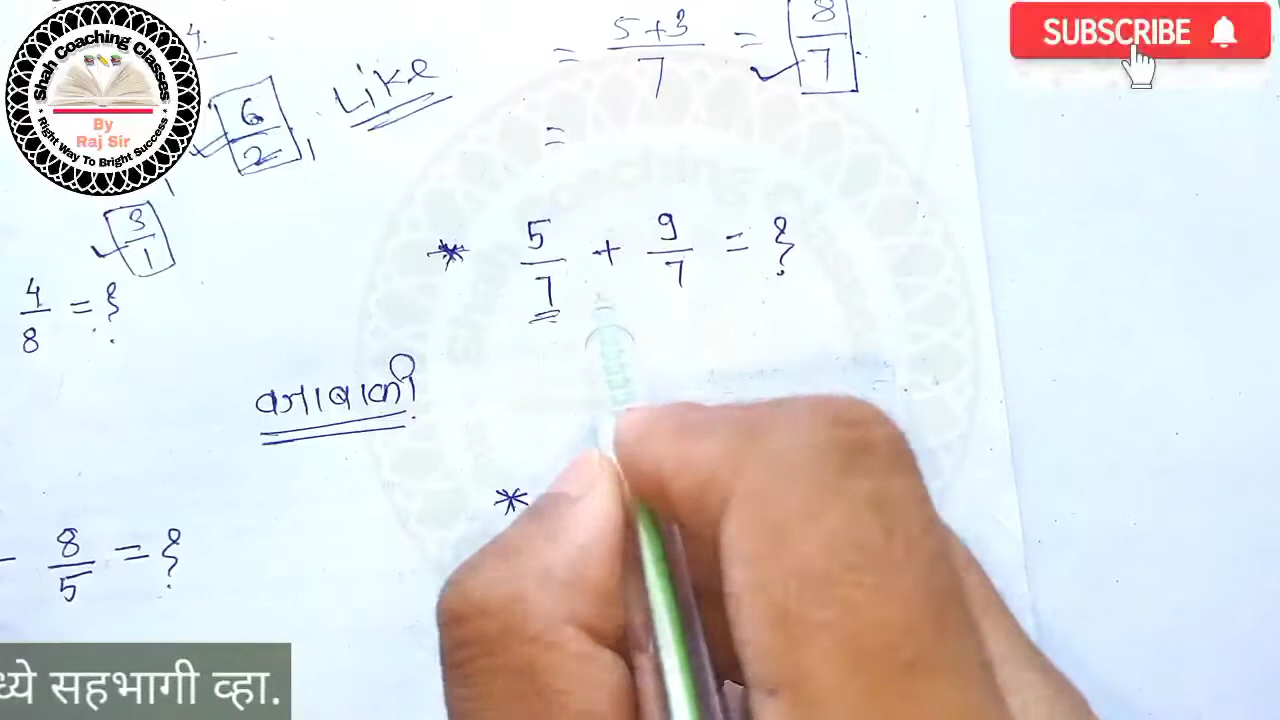 Shah Coaching Classes
By
Raj Sir
* Right Way To Bright Success *
SUBSCRIBE
4.
6/2,
Like
3/1
= (5+3)/7 = 8/7.
=
* 5/7 + 9/7 = ?
4/8 = ?
वजाबाकी
*
- 8/5 = ?
ध्ये सहभागी व्हा.